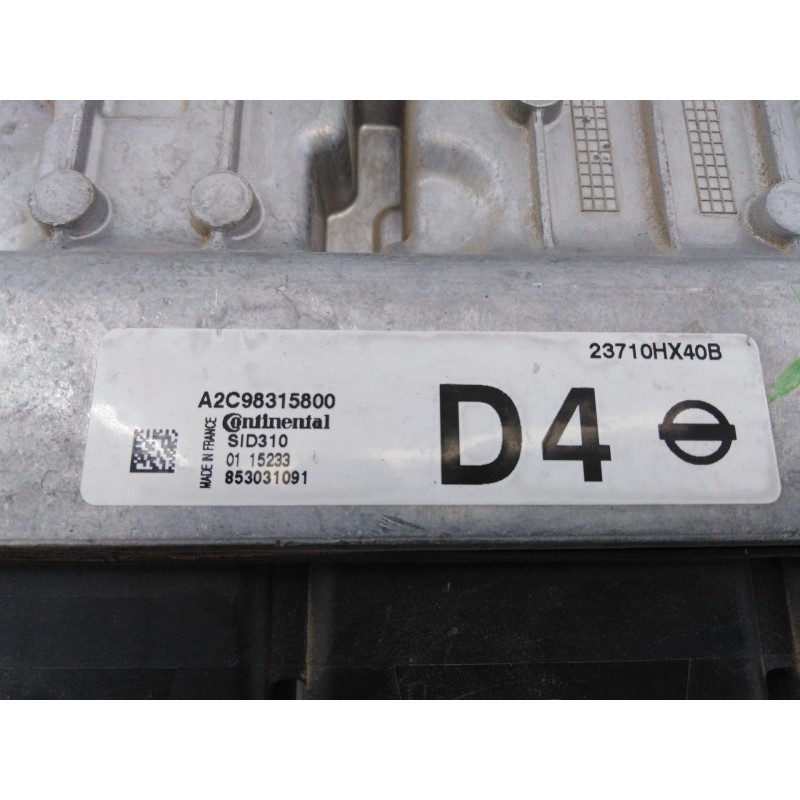 23710HX40B
A2C98315800
Continental
SID310
01 15233
853031091
MADE IN FRANCE
D4